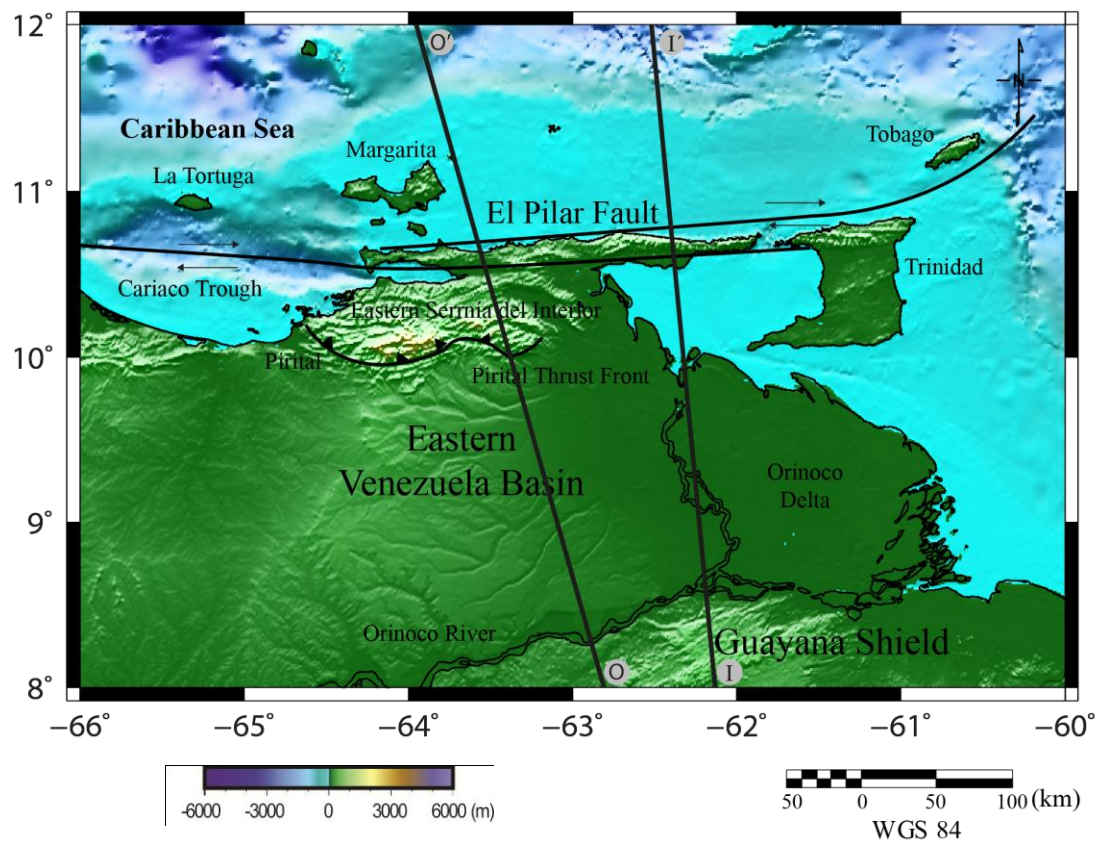 12°
O'
I'
N
Caribbean Sea
Tobago
Margarita
La Tortuga
11°
El Pilar Fault
Trinidad
Cariaco Trough
Eastern Serrnia del Interior
10°
Pirital
Pirital Thrust Front
Eastern
Venezuela Basin
Orinoco
Delta
9°
Orinoco River
Guayana Shield
8°
O
I
−66° −65° −64° −63° −62° −61° −60°
-6000 -3000 0 3000 6000 (m)
50 0 50 100 (km)
WGS 84